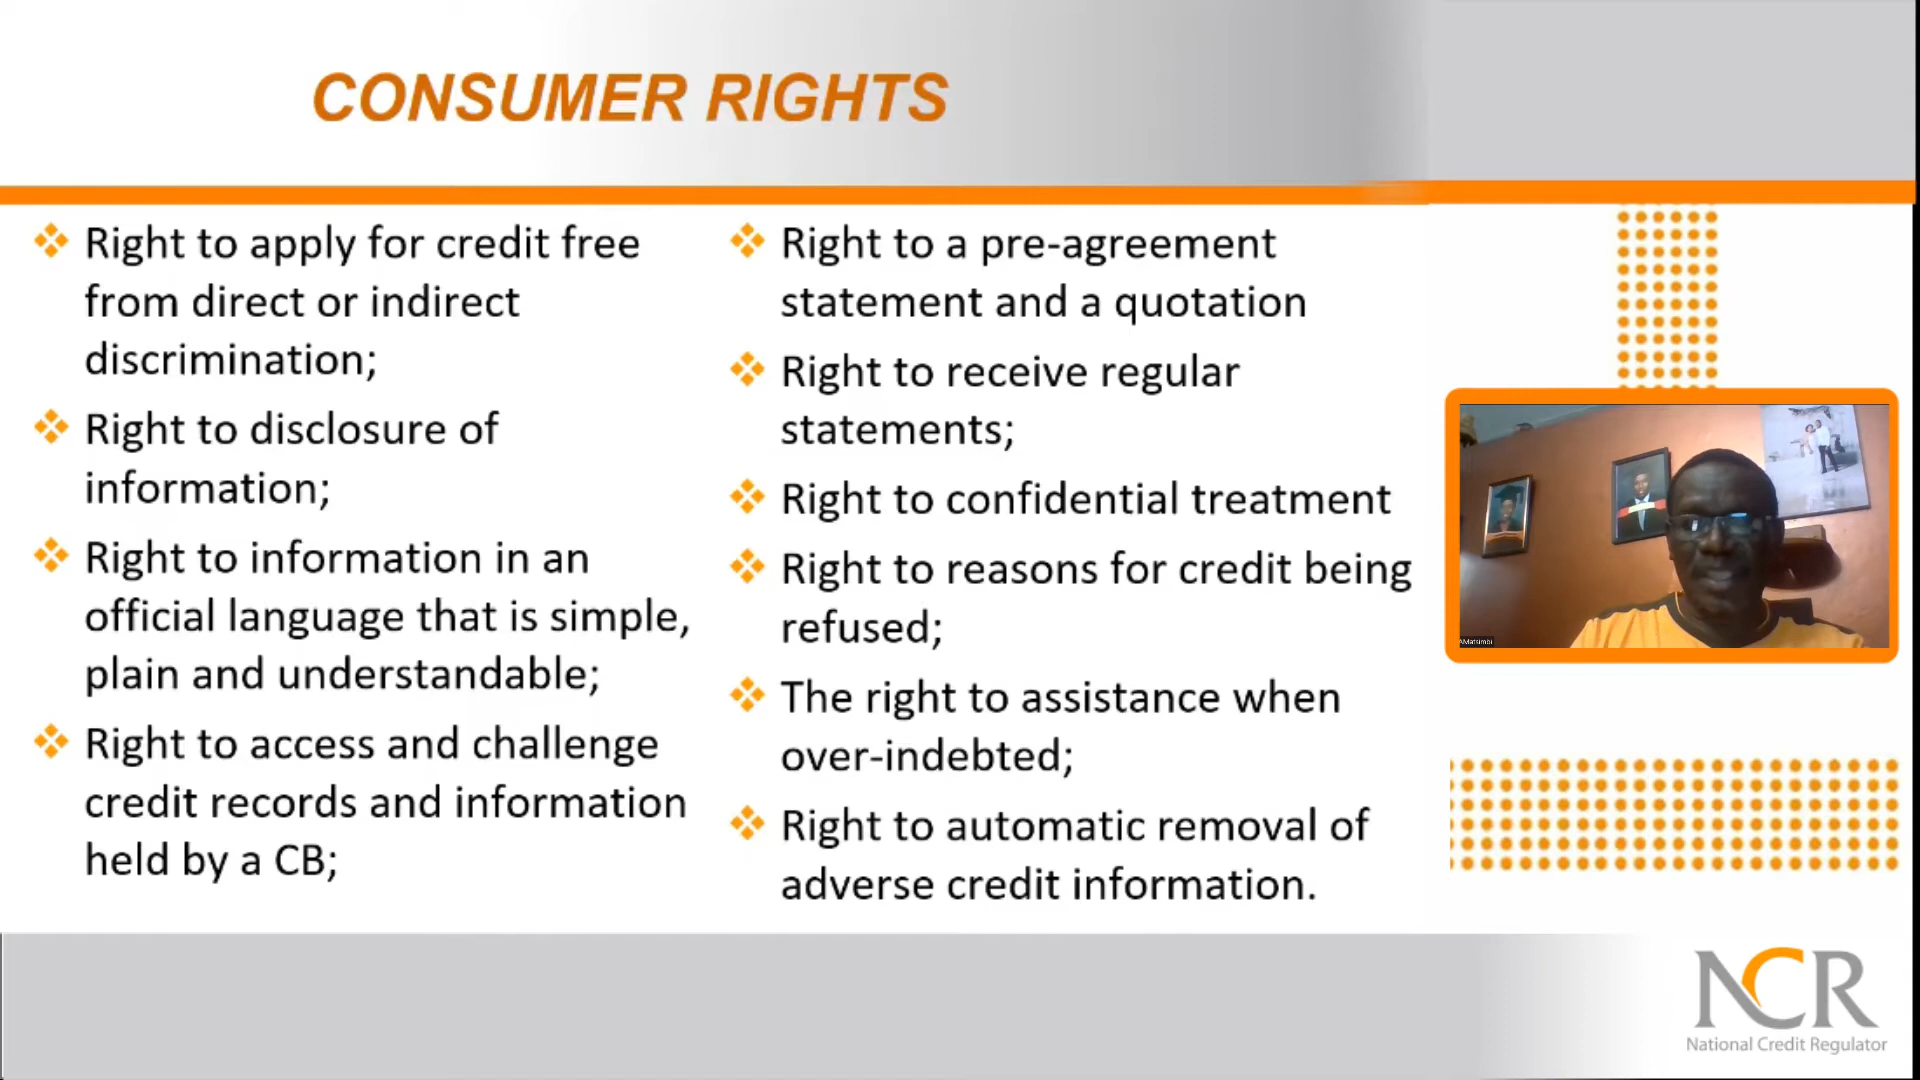 CONSUMER RIGHTS
Right to apply for credit free
from direct or indirect
discrimination;
Right to disclosure of
information;
Right to information in an
official language that is simple,
plain and understandable;
Right to access and challenge
credit records and information
held by a CB;
Right to a pre-agreement
statement and a quotation
Right to receive regular
statements;
Right to confidential treatment
Right to reasons for credit being
refused;
The right to assistance when
over-indebted;
Right to automatic removal of
adverse credit information.
AMatsimbi
NCR
National Credit Regulator